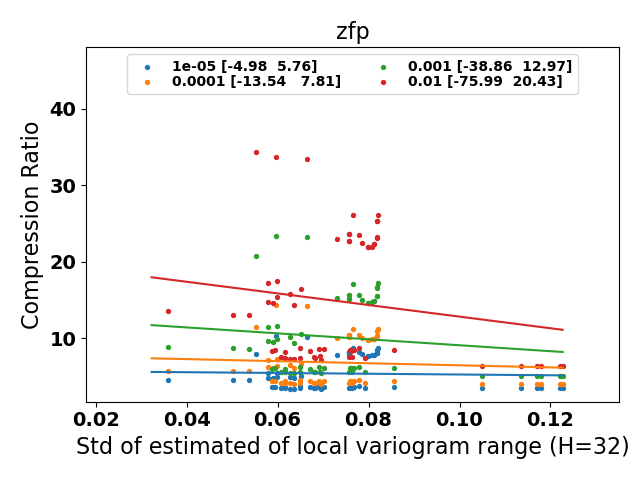 zfp
1e-05 [-4.98  5.76]
0.0001 [-13.54   7.81]
0.001 [-38.86  12.97]
0.01 [-75.99  20.43]
Compression Ratio
40
30
20
10
0.02 0.04 0.06 0.08 0.10 0.12
Std of estimated of local variogram range (H=32)